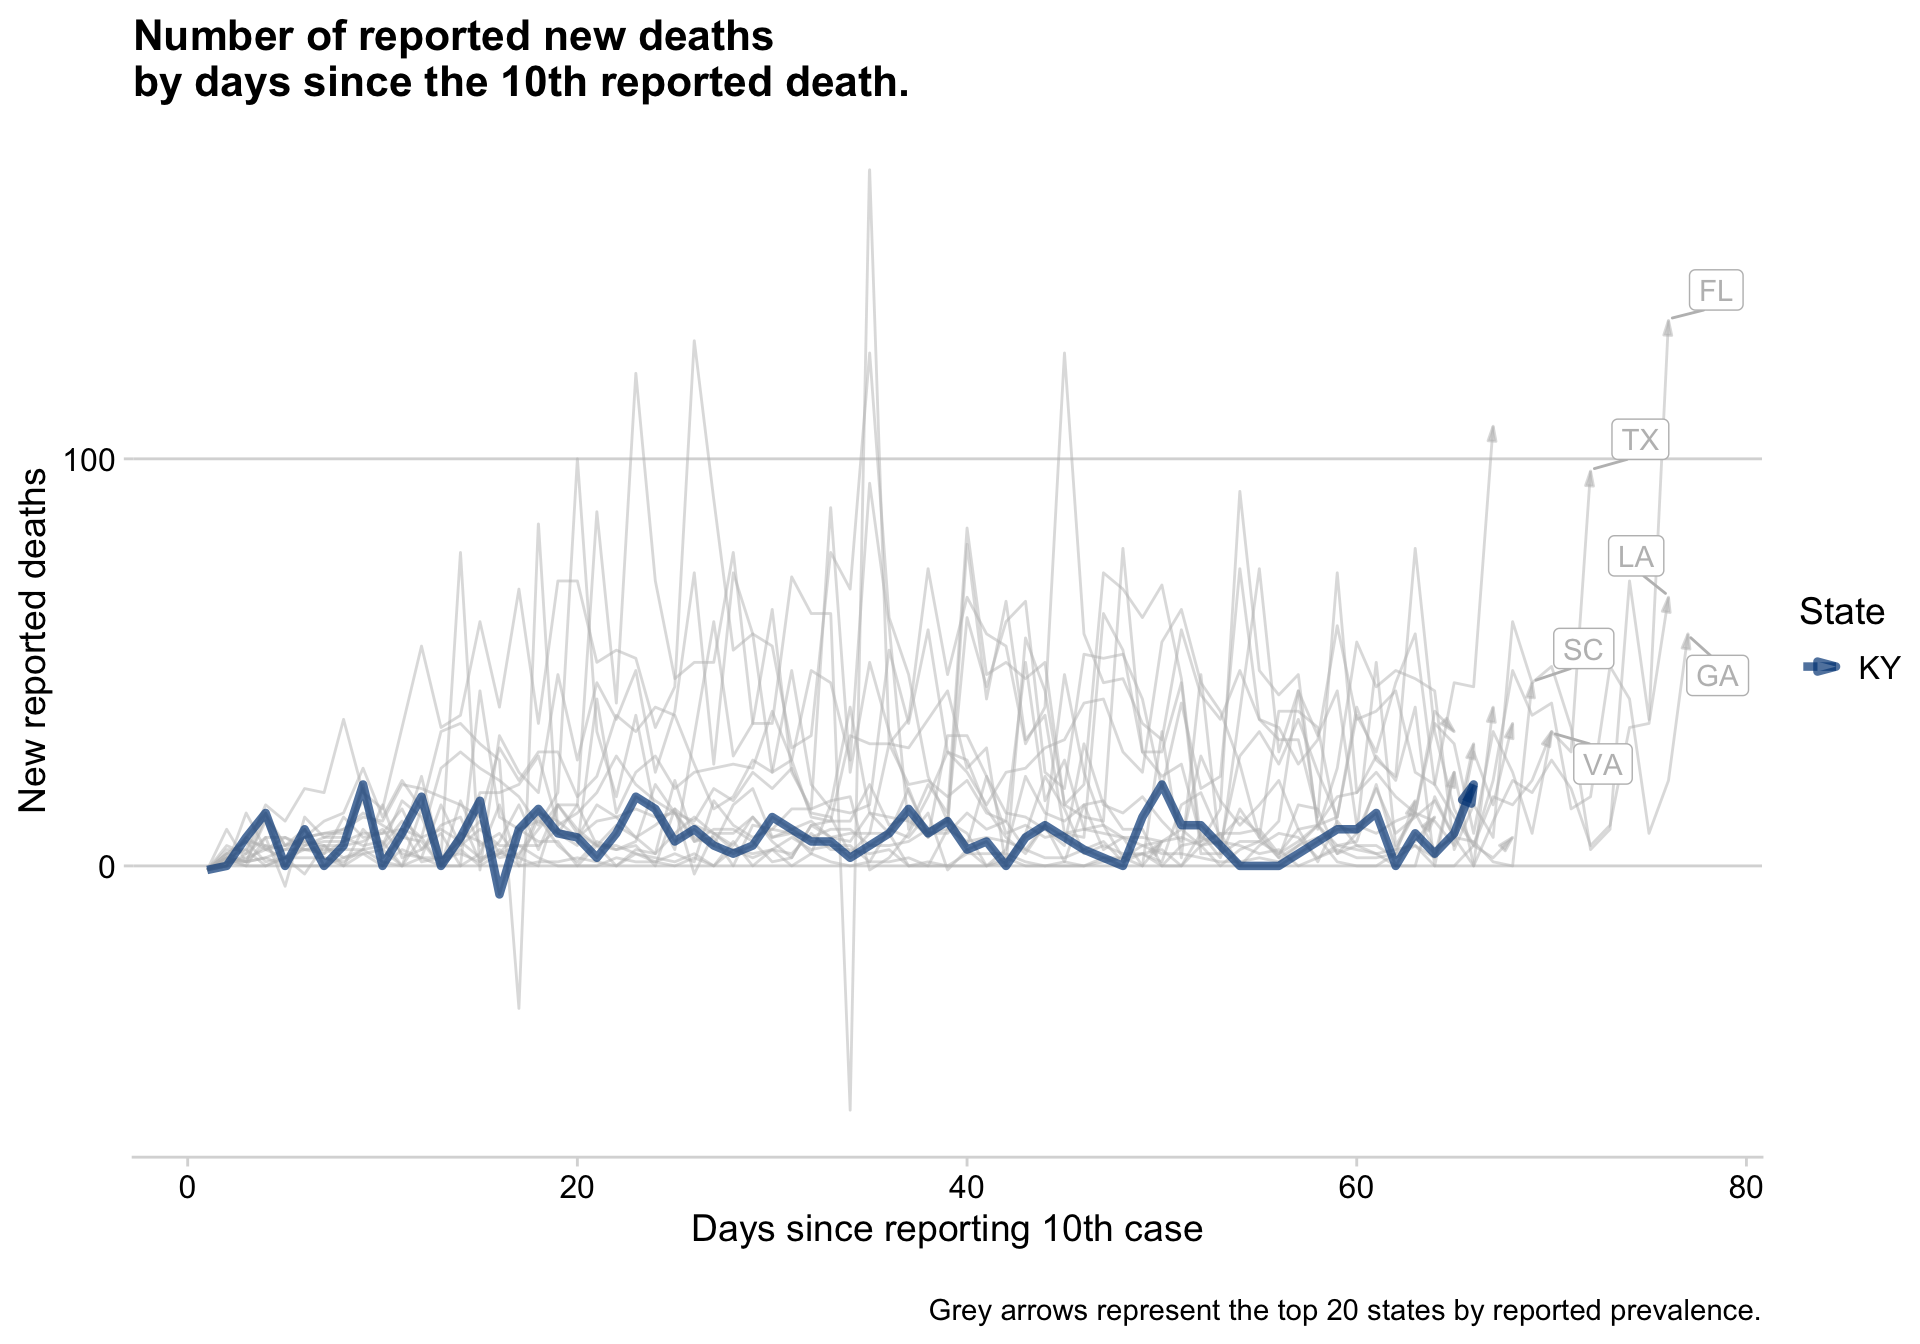 Number of reported new deaths
by days since the 10th reported death.
FL
TX
100
LA
New reported deaths
State
SC
KY
GA
VA
0
0
20
40
60
80
Days since reporting 10th case
Grey arrows represent the top 20 states by reported prevalence.